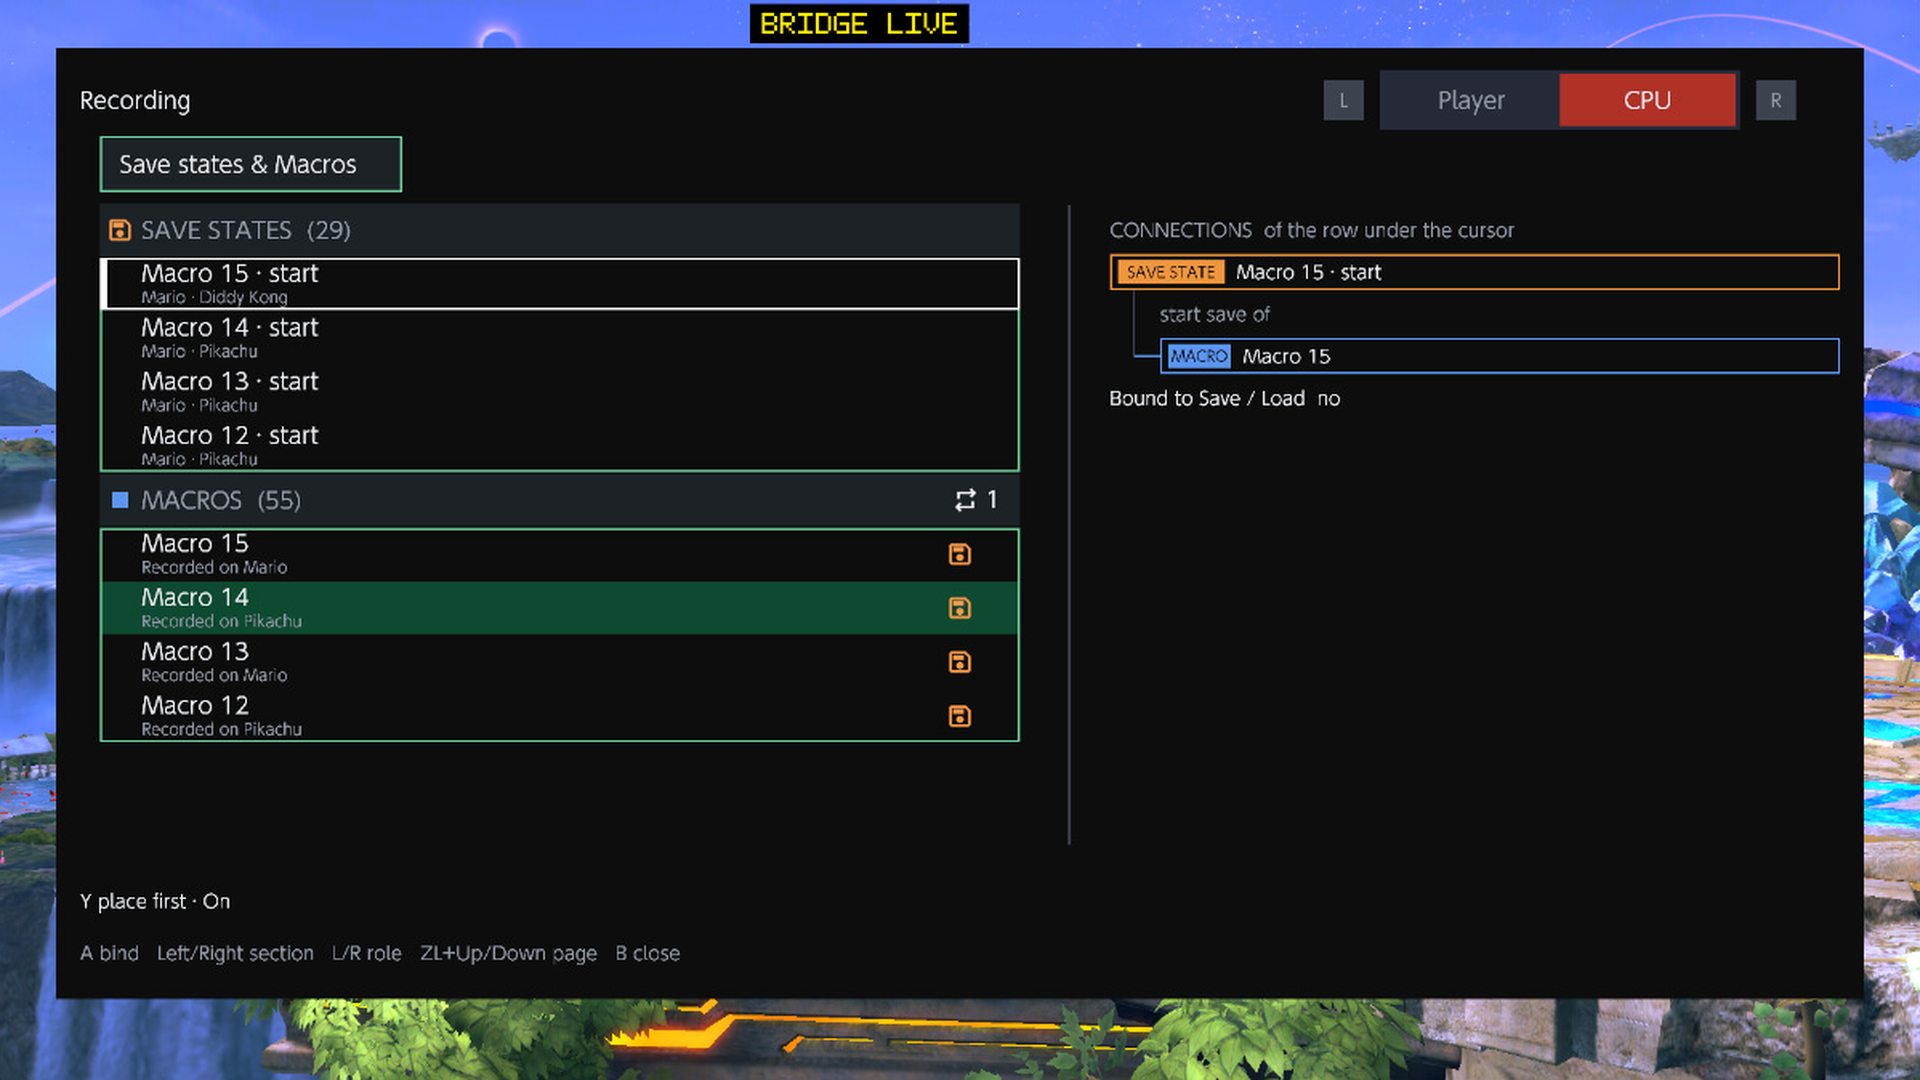 BRIDGE LIVE
Recording
L Player CPU R
Save states & Macros
SAVE STATES (29)
Macro 15 · start
Mario · Diddy Kong
Macro 14 · start
Mario · Pikachu
Macro 13 · start
Mario · Pikachu
Macro 12 · start
Mario · Pikachu
MACROS (55) 1
Macro 15
Recorded on Mario
Macro 14
Recorded on Pikachu
Macro 13
Recorded on Mario
Macro 12
Recorded on Pikachu
CONNECTIONS of the row under the cursor
SAVE STATE Macro 15 · start
start save of
MACRO Macro 15
Bound to Save / Load no
Y place first · On
A bind Left/Right section L/R role ZL+Up/Down page B close